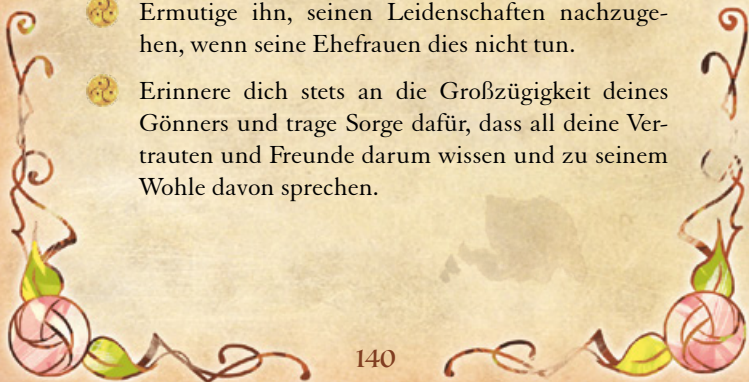 Ermutige ihn, seinen Leidenschaften nachzuge-
hen, wenn seine Ehefrauen dies nicht tun.
Erinnere dich stets an die Großzügigkeit deines
Gönners und trage Sorge dafür, dass all deine Ver-
trauten und Freunde darum wissen und zu seinem
Wohle davon sprechen.
140